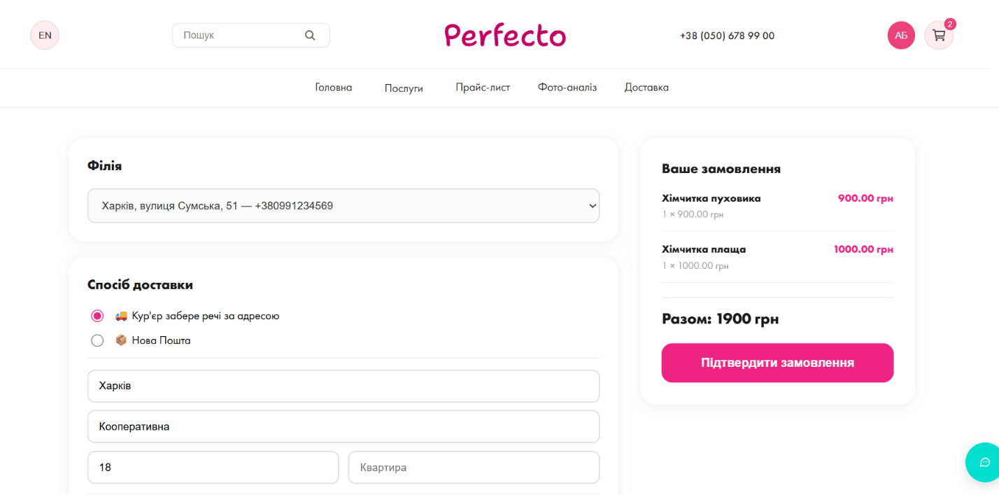 EN
Пошук
Perfecto
+38 (050) 678 99 00
АБ
2
Головна
Послуги
Прайс-лист
Фото-аналіз
Доставка
Філія
Харків, вулиця Сумська, 51 — +380991234569
Спосіб доставки
Кур'єр забере речі за адресою
Нова Пошта
Харків
Кооперативна
18
Квартира
Ваше замовлення
Хімчитка пуховика 900.00 грн
1 × 900.00 грн
Хімчитка плаща 1000.00 грн
1 × 1000.00 грн
Разом: 1900 грн
Підтвердити замовлення